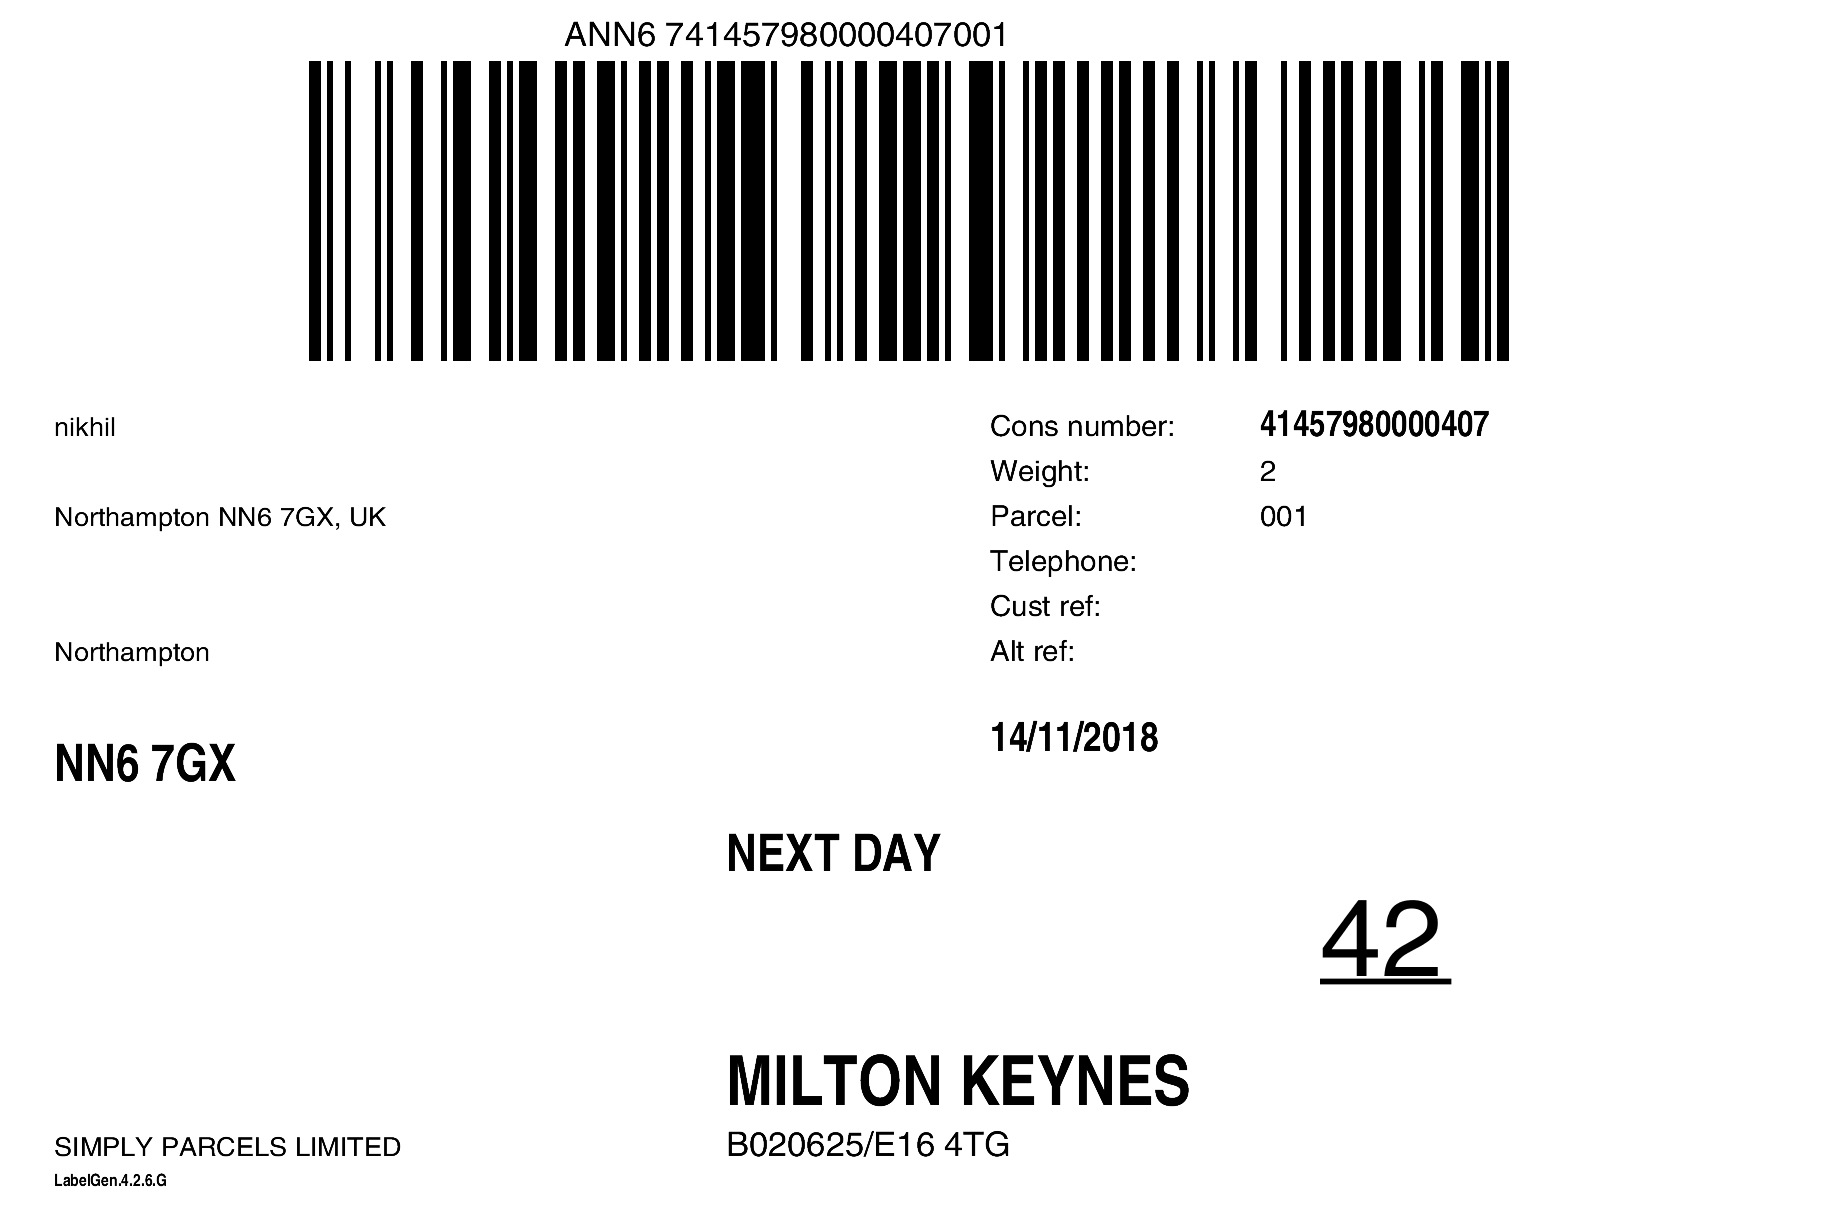 ANN6 741457980000407001
nikhil
Northampton NN6 7GX, UK
Northampton
NN6 7GX
Cons number: 41457980000407
Weight: 2
Parcel: 001
Telephone:
Cust ref:
Alt ref:
14/11/2018
NEXT DAY
42
MILTON KEYNES
B020625/E16 4TG
SIMPLY PARCELS LIMITED
LabelGen.4.2.6.G